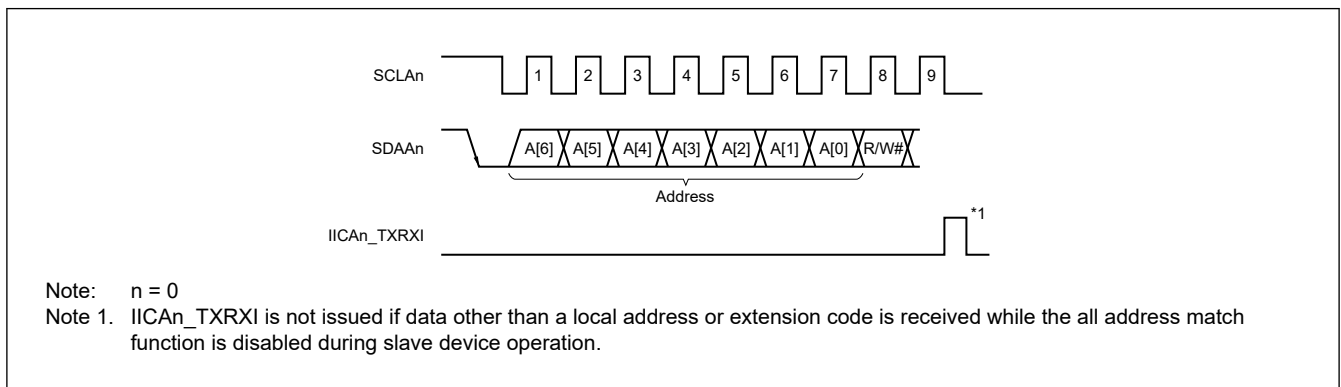 SCLAn 1 2 3 4 5 6 7 8 9
SDAAn A[6] A[5] A[4] A[3] A[2] A[1] A[0] R/W#
Address
IICAn_TXRXI *1
Note: n = 0
Note 1. IICAn_TXRXI is not issued if data other than a local address or extension code is received while the all address match
function is disabled during slave device operation.